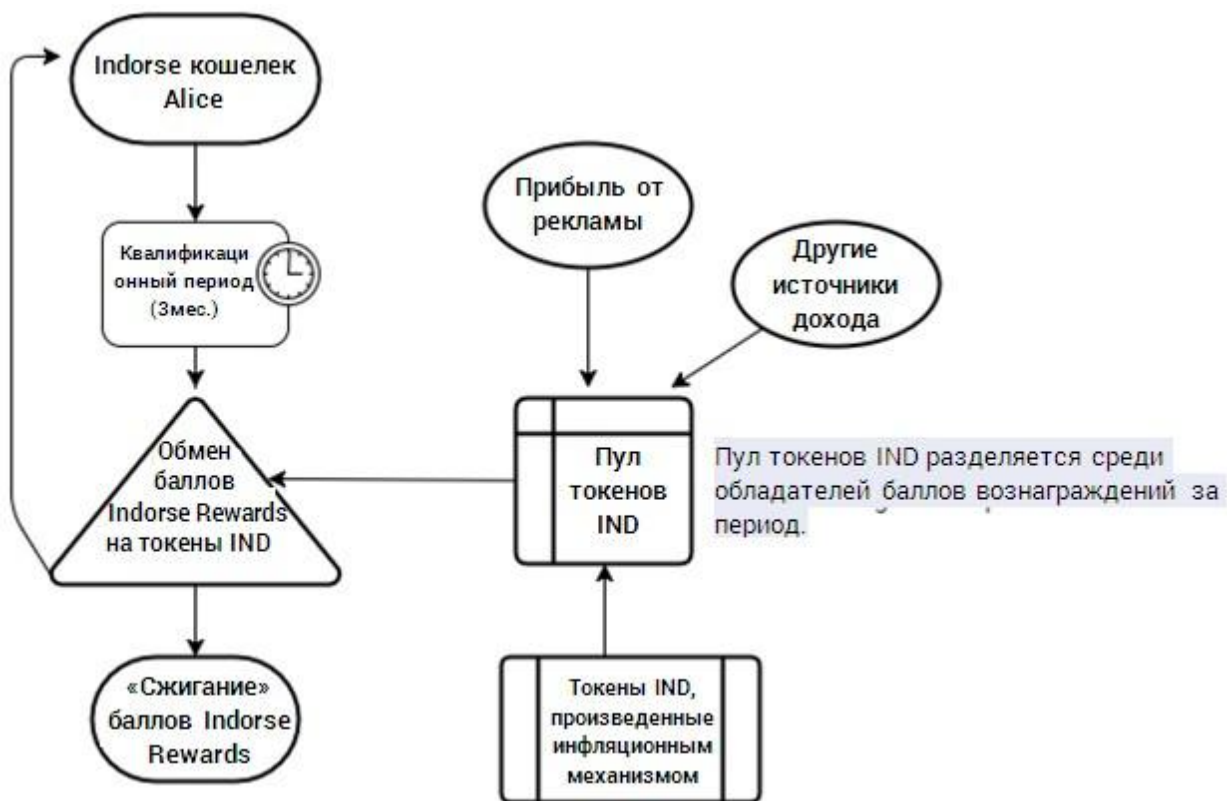 Indorse кошелек
Alice
Прибыль от
рекламы
Квалификаци
онный период
(3мес.)
Другие
источники
дохода
Обмен
баллов
Indorse Rewards
на токены IND
Пул
токенов
IND
Пул токенов IND разделяется среди
обладателей баллов вознаграждений за
период.
«Сжигание»
баллов Indorse
Rewards
Токены IND,
произведенные
инфляционным
механизмом